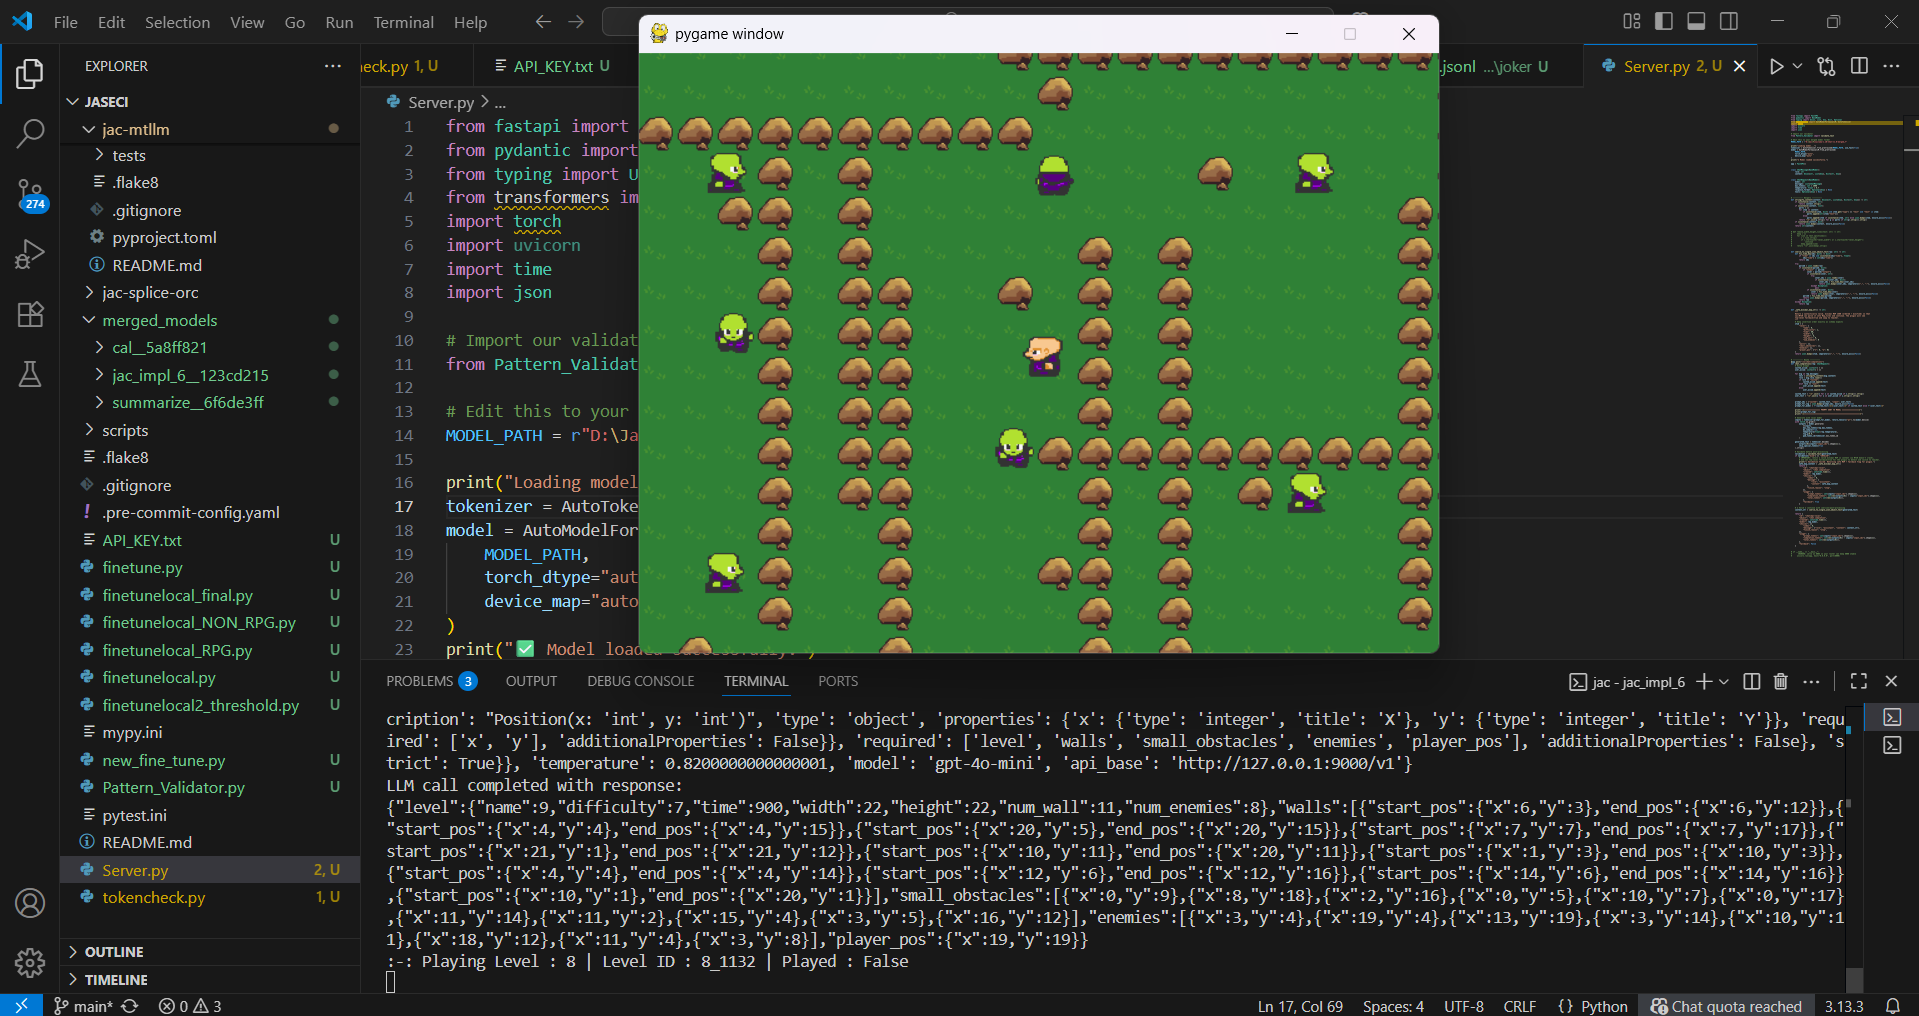 File Edit Selection View Go Run Terminal Help
pygame window
EXPLORER
eck.py 1, U
API_KEY.txt U
.jsonl ...\joker U
Server.py 2, U
JASECI
jac-mtllm
tests
.flake8
.gitignore
pyproject.toml
README.md
jac-splice-orc
merged_models
cal__5a8ff821
jac_impl_6__123cd215
summarize__6f6de3ff
scripts
.flake8
.gitignore
.pre-commit-config.yaml
API_KEY.txt U
finetune.py U
finetunelocal_final.py U
finetunelocal_NON_RPG.py U
finetunelocal_RPG.py U
finetunelocal.py U
finetunelocal2_threshold.py U
mypy.ini
new_fine_tune.py U
Pattern_Validator.py U
pytest.ini
README.md
Server.py 2, U
tokencheck.py 1, U
OUTLINE
TIMELINE
274
Server.py > ...
1 from fastapi import
2 from pydantic import
3 from typing import U
4 from transformers im
5 import torch
6 import uvicorn
7 import time
8 import json
9
10 # Import our validat
11 from Pattern_Validat
12
13 # Edit this to your
14 MODEL_PATH = r"D:\Ja
15
16 print("Loading model
17 tokenizer = AutoToke
18 model = AutoModelFor
19 MODEL_PATH,
20 torch_dtype="aut
21 device_map="auto
22 )
23 print("✅ Model loaded successfully. )
PROBLEMS 3 OUTPUT DEBUG CONSOLE TERMINAL PORTS
jac - jac_impl_6
cription': "Position(x: 'int', y: 'int')", 'type': 'object', 'properties': {'x': {'type': 'integer', 'title': 'X'}, 'y': {'type': 'integer', 'title': 'Y'}}, 'requ
ired': ['x', 'y'], 'additionalProperties': False}}, 'required': ['level', 'walls', 'small_obstacles', 'enemies', 'player_pos'], 'additionalProperties': False}, 's
trict': True}}, 'temperature': 0.8200000000000001, 'model': 'gpt-4o-mini', 'api_base': 'http://127.0.0.1:9000/v1'}
LLM call completed with response:
{"level":{"name":9,"difficulty":7,"time":900,"width":22,"height":22,"num_wall":11,"num_enemies":8},"walls":[{"start_pos":{"x":6,"y":3},"end_pos":{"x":6,"y":12}},{
"start_pos":{"x":4,"y":4},"end_pos":{"x":4,"y":15}},{"start_pos":{"x":20,"y":5},"end_pos":{"x":20,"y":15}},{"start_pos":{"x":7,"y":7},"end_pos":{"x":7,"y":17}},{"
start_pos":{"x":21,"y":1},"end_pos":{"x":21,"y":12}},{"start_pos":{"x":10,"y":11},"end_pos":{"x":20,"y":11}},{"start_pos":{"x":1,"y":3},"end_pos":{"x":10,"y":3}},
{"start_pos":{"x":4,"y":4},"end_pos":{"x":4,"y":14}},{"start_pos":{"x":12,"y":6},"end_pos":{"x":12,"y":16}},{"start_pos":{"x":14,"y":6},"end_pos":{"x":14,"y":16}}
,{"start_pos":{"x":10,"y":1},"end_pos":{"x":20,"y":1}}],"small_obstacles":[{"x":0,"y":9},{"x":8,"y":18},{"x":2,"y":16},{"x":0,"y":5},{"x":10,"y":7},{"x":0,"y":17}
,{"x":11,"y":14},{"x":11,"y":2},{"x":15,"y":4},{"x":3,"y":5},{"x":16,"y":12}],"enemies":[{"x":3,"y":4},{"x":19,"y":4},{"x":13,"y":19},{"x":3,"y":14},{"x":10,"y":1
1},{"x":18,"y":12},{"x":11,"y":4},{"x":3,"y":8}],"player_pos":{"x":19,"y":19}}
:-: Playing Level : 8 | Level ID : 8_1132 | Played : False
main* 0 3
Ln 17, Col 69 Spaces: 4 UTF-8 CRLF {} Python Chat quota reached 3.13.3